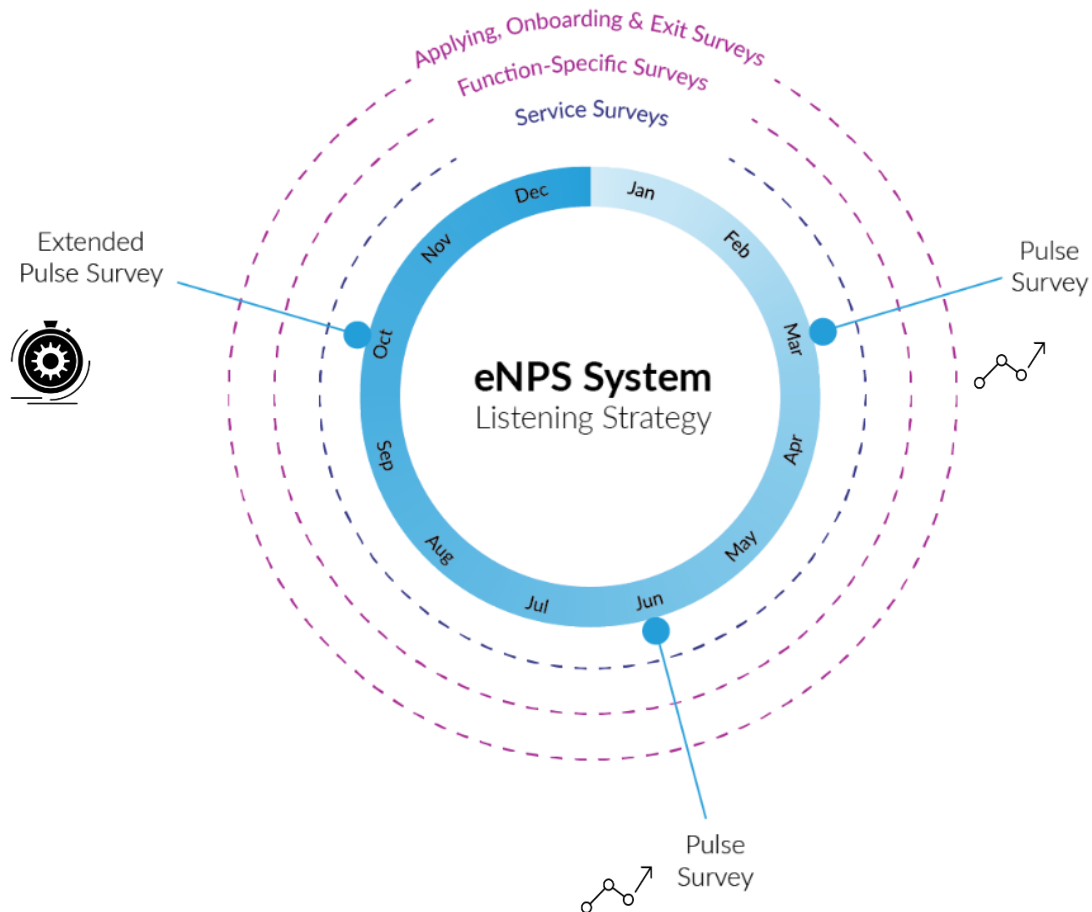 Applying, Onboarding & Exit Surveys
Function-Specific Surveys
Service Surveys
Dec
Jan
Nov
Feb
Extended
Pulse Survey
Pulse
Survey
Oct
Mar
eNPS System
Listening Strategy
Sep
Apr
Aug
May
Jul
Jun
Pulse
Survey